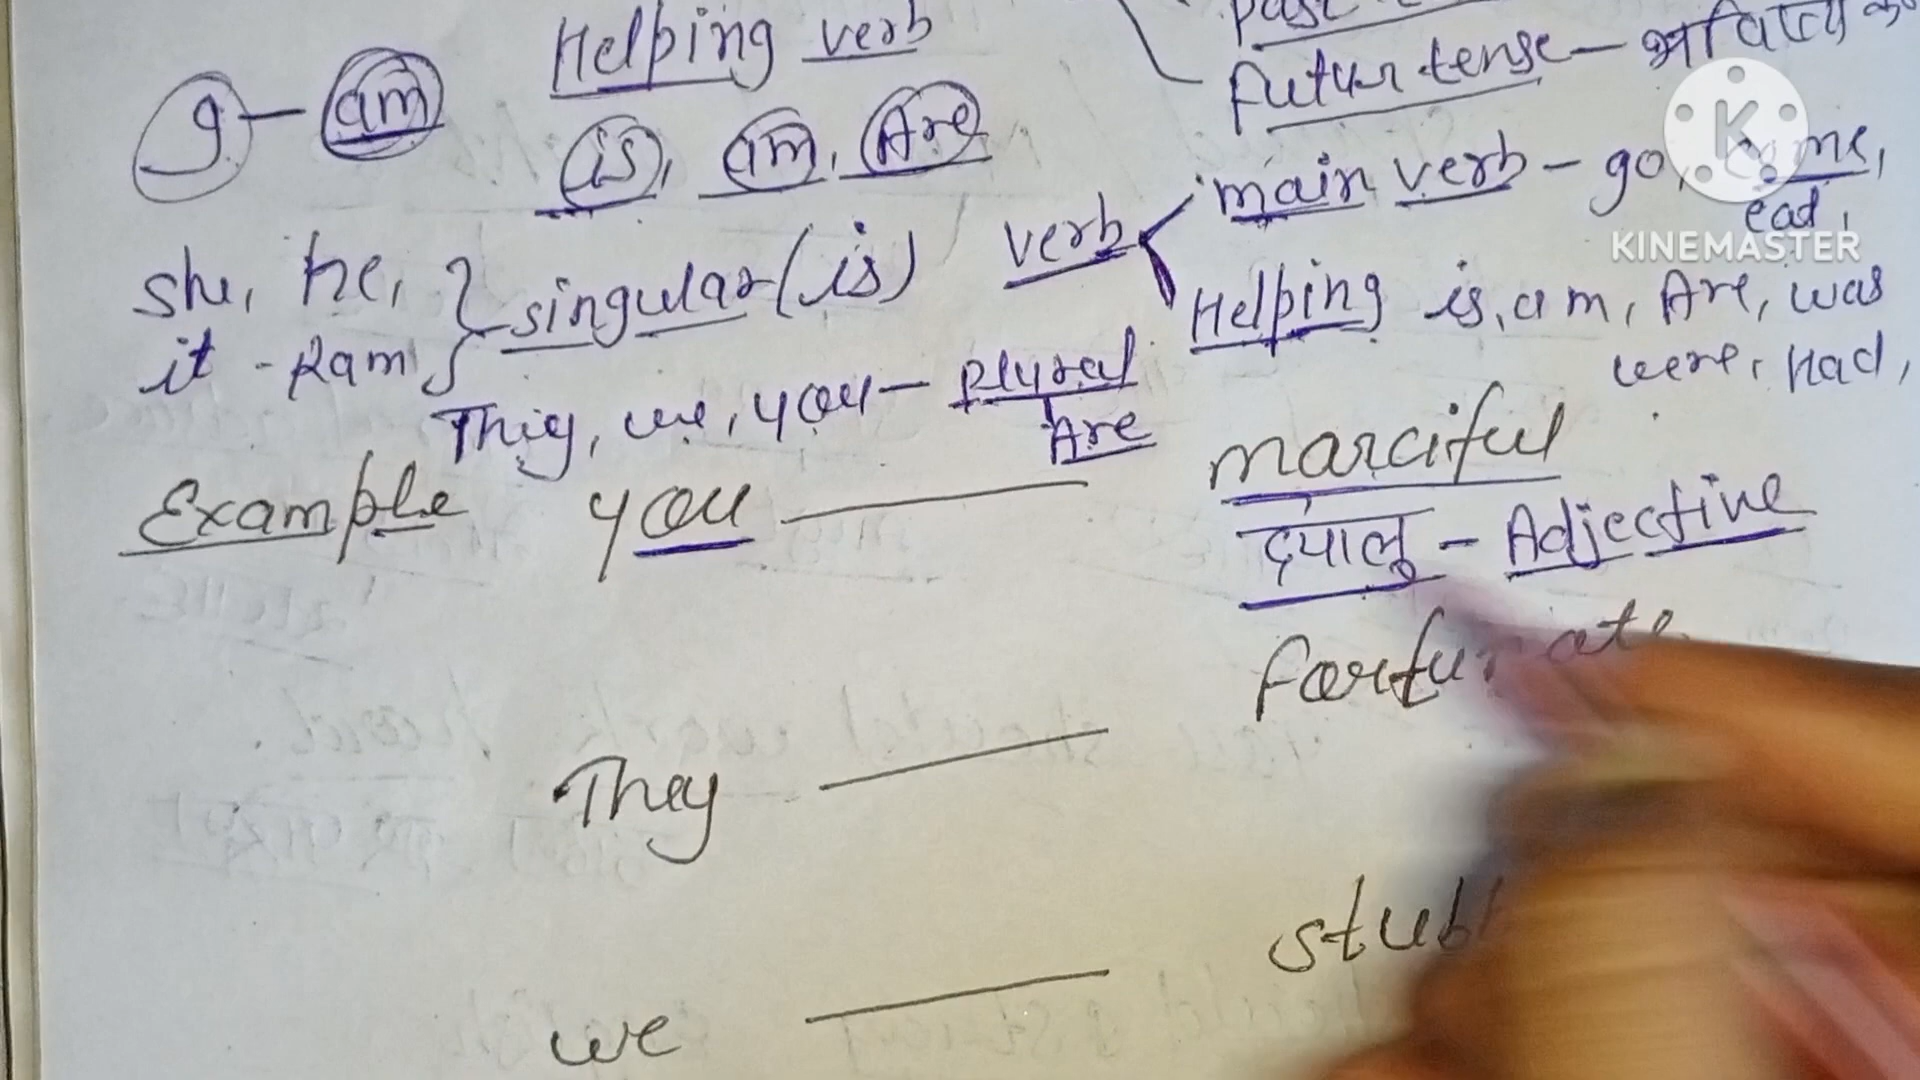 Helping verb
Futur tense - भविष्य
I - am
is, am, Are
main verb - go, come,
eat,
verb
she, he,
it - Ram
singular (is)
Helping is, am, Are, was
were, Had,
They, we, you - Plural
Are
Example you
marciful
दयालु - Adjective
They
we
KINEMASTER